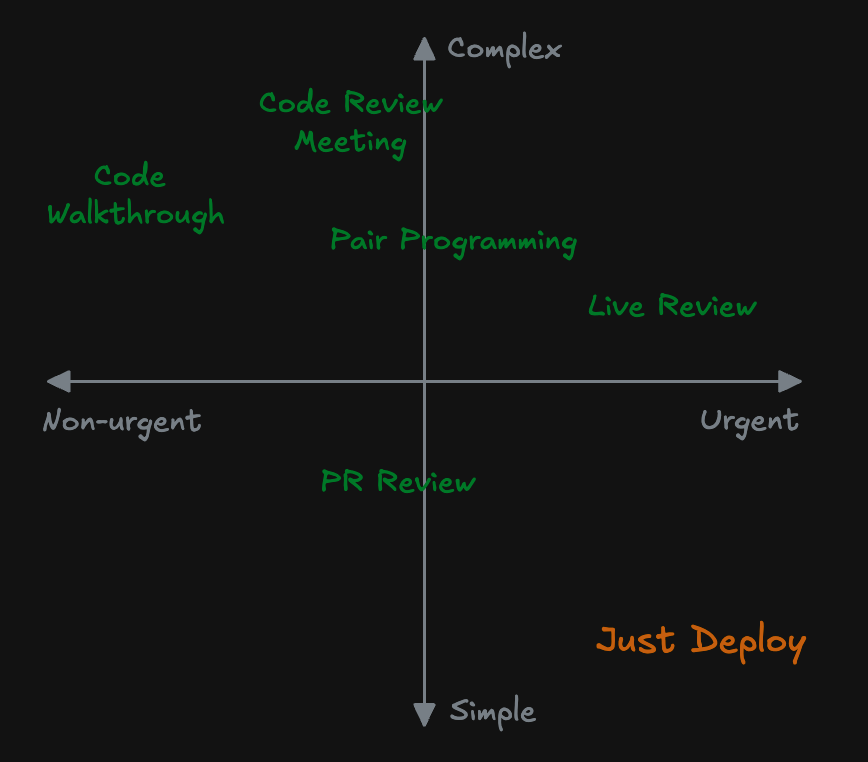 Complex
Code Review
Meeting
Code
Walkthrough
Pair Programming
Live Review
Non-urgent
Urgent
PR Review
Just Deploy
Simple